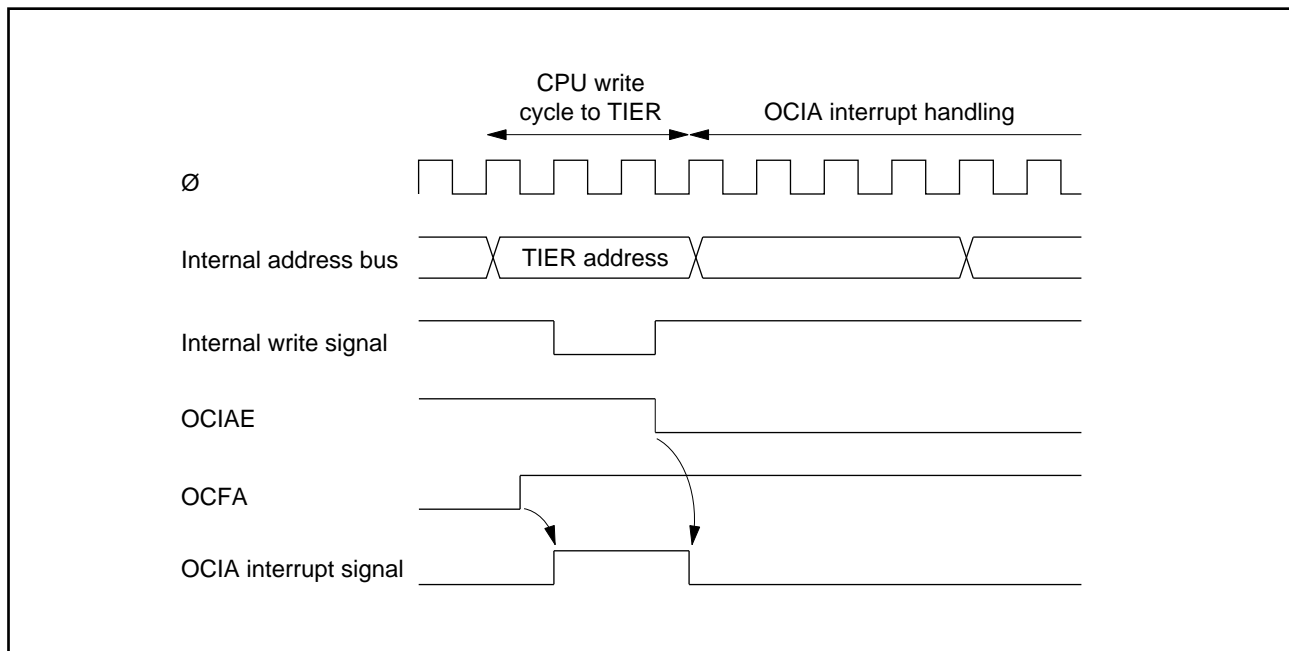 CPU write
cycle to TIER
OCIA interrupt handling
Ø
Internal address bus
TIER address
Internal write signal
OCIAE
OCFA
OCIA interrupt signal